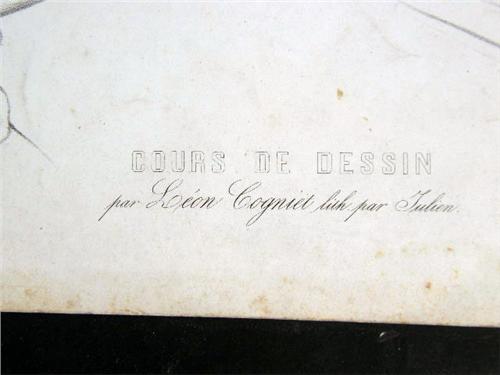 COURS DE DESSIN
par Léon Cogniet lith par Julien.